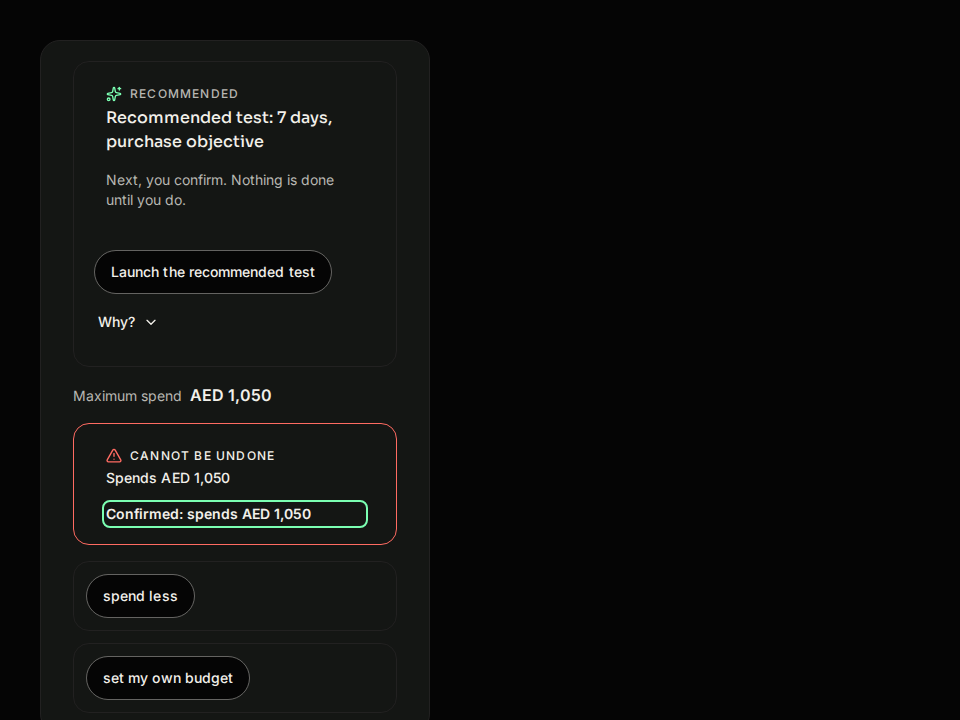 RECOMMENDED
Recommended test: 7 days,
purchase objective
Next, you confirm. Nothing is done
until you do.
Launch the recommended test
Why?
Maximum spend AED 1,050
CANNOT BE UNDONE
Spends AED 1,050
Confirmed: spends AED 1,050
spend less
set my own budget